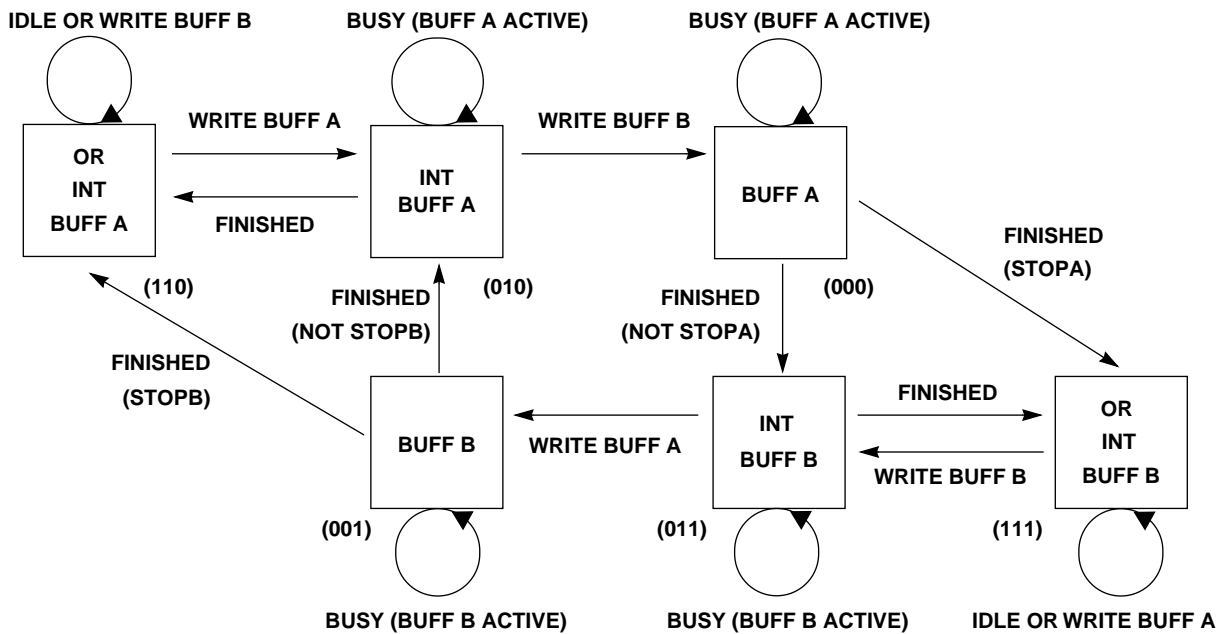 IDLE OR WRITE BUFF B
BUSY (BUFF A ACTIVE)
BUSY (BUFF A ACTIVE)
OR
INT
BUFF A
WRITE BUFF A
FINISHED
INT
BUFF A
WRITE BUFF B
BUFF A
FINISHED
(STOPA)
(110)
(010)
(000)
FINISHED
(STOPB)
FINISHED
(NOT STOPB)
FINISHED
(NOT STOPA)
BUFF B
WRITE BUFF A
INT
BUFF B
FINISHED
WRITE BUFF B
OR
INT
BUFF B
(001)
(011)
(111)
BUSY (BUFF B ACTIVE)
BUSY (BUFF B ACTIVE)
IDLE OR WRITE BUFF A